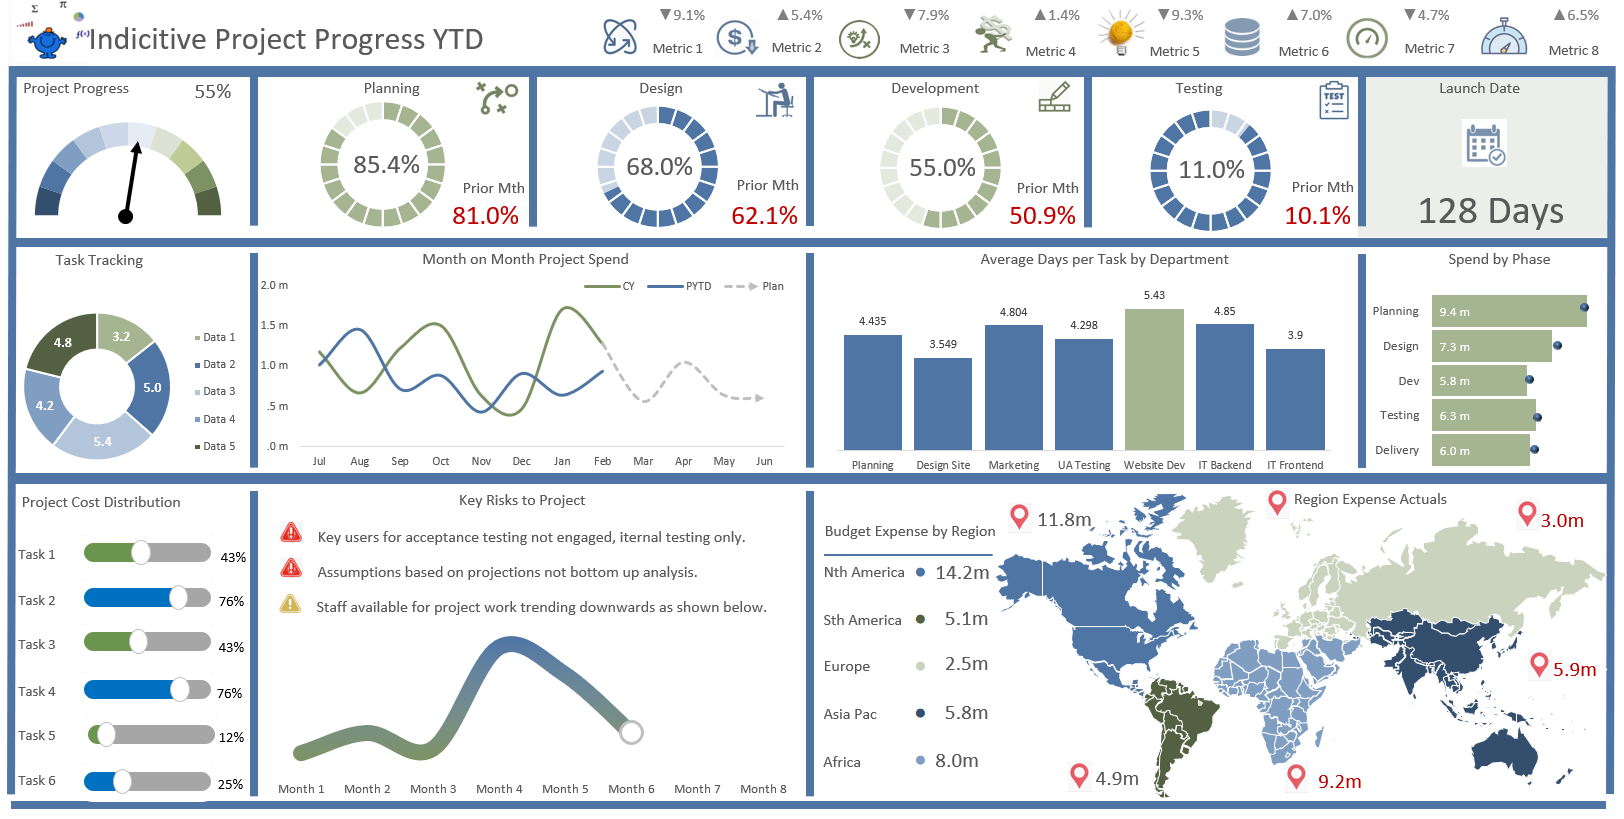 Σ
π
f(x)
Indicitive Project Progress YTD
▼9.1%
Metric 1
▲5.4%
Metric 2
▼7.9%
Metric 3
▲1.4%
Metric 4
▼9.3%
Metric 5
▲7.0%
Metric 6
▼4.7%
Metric 7
▲6.5%
Metric 8
Project Progress
55%
Planning
85.4%
Prior Mth
81.0%
Design
68.0%
Prior Mth
62.1%
Development
55.0%
Prior Mth
50.9%
Testing
TEST
11.0%
Prior Mth
10.1%
Launch Date
128 Days
Task Tracking
4.8
3.2
5.0
4.2
5.4
Data 1
Data 2
Data 3
Data 4
Data 5
Month on Month Project Spend
CY
PYTD
Plan
2.0 m
1.5 m
1.0 m
.5 m
.0 m
Jul Aug Sep Oct Nov Dec Jan Feb Mar Apr May Jun
Average Days per Task by Department
4.435
3.549
4.804
4.298
5.43
4.85
3.9
Planning Design Site Marketing UA Testing Website Dev IT Backend IT Frontend
Spend by Phase
Planning 9.4 m
Design 7.3 m
Dev 5.8 m
Testing 6.3 m
Delivery 6.0 m
Project Cost Distribution
Task 1 43%
Task 2 76%
Task 3 43%
Task 4 76%
Task 5 12%
Task 6 25%
Key Risks to Project
Key users for acceptance testing not engaged, iternal testing only.
Assumptions based on projections not bottom up analysis.
Staff available for project work trending downwards as shown below.
Month 1 Month 2 Month 3 Month 4 Month 5 Month 6 Month 7 Month 8
Budget Expense by Region
Nth America 14.2m
Sth America 5.1m
Europe 2.5m
Asia Pac 5.8m
Africa 8.0m
Region Expense Actuals
11.8m
3.0m
5.9m
4.9m
9.2m